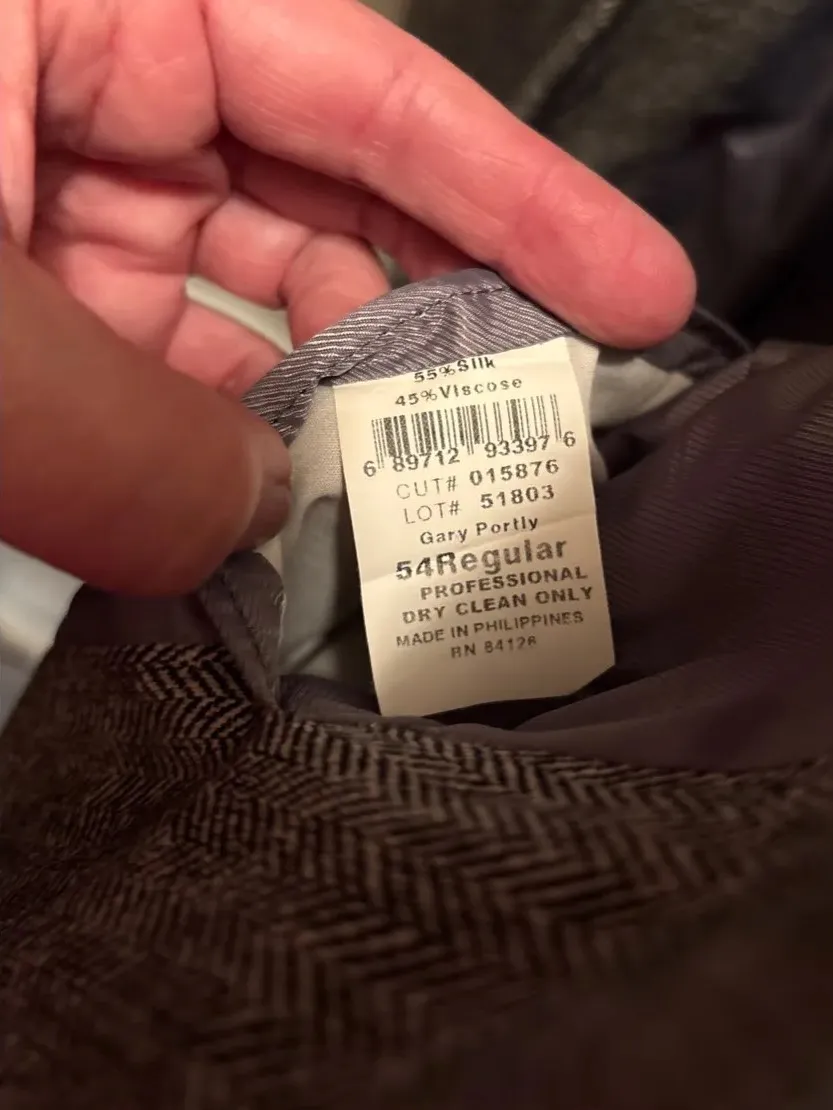 55%Silk
45%Viscose
6 89712 93397 6
CUT# 015876
LOT# 51803
Gary Portly
54Regular
PROFESSIONAL
DRY CLEAN ONLY
MADE IN PHILIPPINES
RN 84126